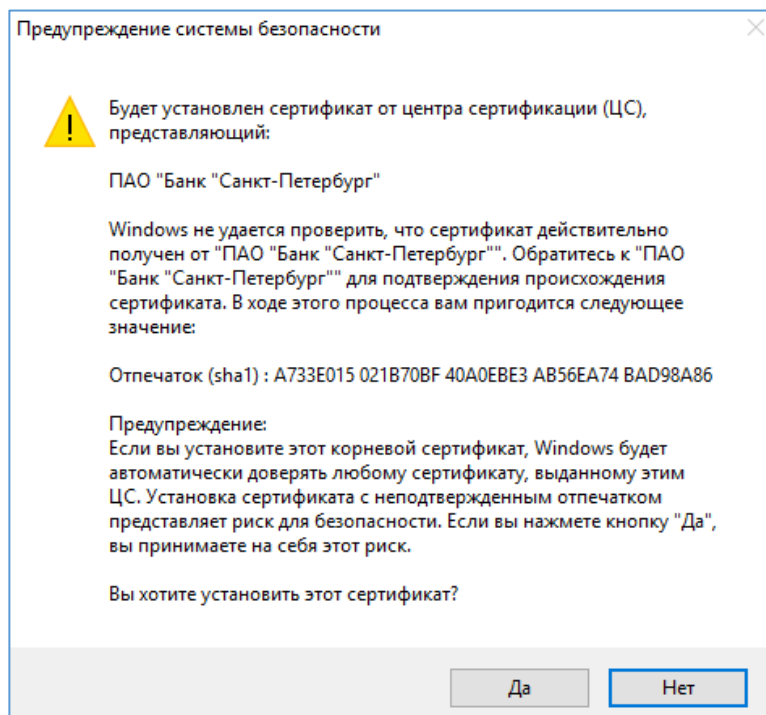 Предупреждение системы безопасности
Будет установлен сертификат от центра сертификации (ЦС),
представляющий:
ПАО "Банк "Санкт-Петербург"
Windows не удается проверить, что сертификат действительно
получен от "ПАО "Банк "Санкт-Петербург"". Обратитесь к "ПАО
"Банк "Санкт-Петербург"" для подтверждения происхождения
сертификата. В ходе этого процесса вам пригодится следующее
значение:
Отпечаток (sha1) : A733E015 021B70BF 40A0EBE3 AB56EA74 BAD98A86
Предупреждение:
Если вы установите этот корневой сертификат, Windows будет
автоматически доверять любому сертификату, выданному этим
ЦС. Установка сертификата с неподтвержденным отпечатком
представляет риск для безопасности. Если вы нажмете кнопку "Да",
вы принимаете на себя этот риск.
Вы хотите установить этот сертификат?
Да
Нет